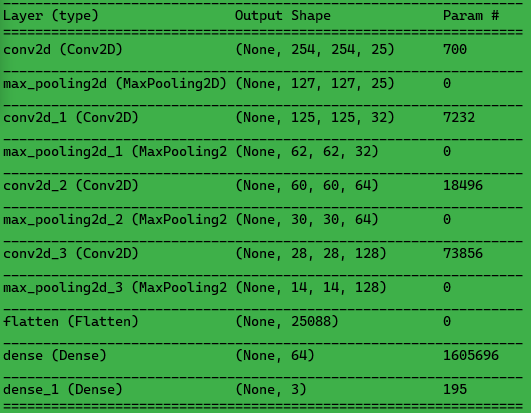 Layer (type) Output Shape Param #
conv2d (Conv2D) (None, 254, 254, 25) 700
max_pooling2d (MaxPooling2D) (None, 127, 127, 25) 0
conv2d_1 (Conv2D) (None, 125, 125, 32) 7232
max_pooling2d_1 (MaxPooling2 (None, 62, 62, 32) 0
conv2d_2 (Conv2D) (None, 60, 60, 64) 18496
max_pooling2d_2 (MaxPooling2 (None, 30, 30, 64) 0
conv2d_3 (Conv2D) (None, 28, 28, 128) 73856
max_pooling2d_3 (MaxPooling2 (None, 14, 14, 128) 0
flatten (Flatten) (None, 25088) 0
dense (Dense) (None, 64) 1605696
dense_1 (Dense) (None, 3) 195